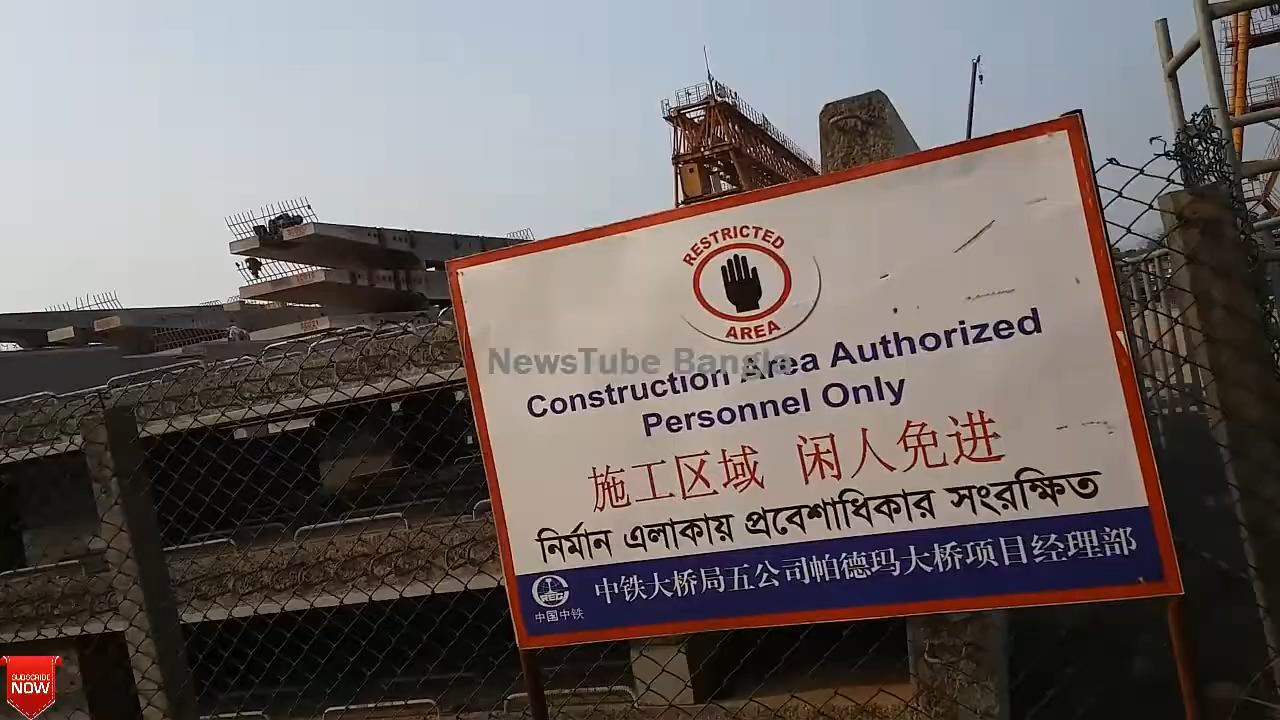 RESTRICTED
AREA
NewsTube Bangla
Construction Area Authorized
Personnel Only
施工区域 闲人免进
নির্মান এলাকায় প্রবেশাধিকার সংরক্ষিত
中铁大桥局五公司帕德玛大桥项目经理部
中国中铁
SUBSCRIBE
NOW